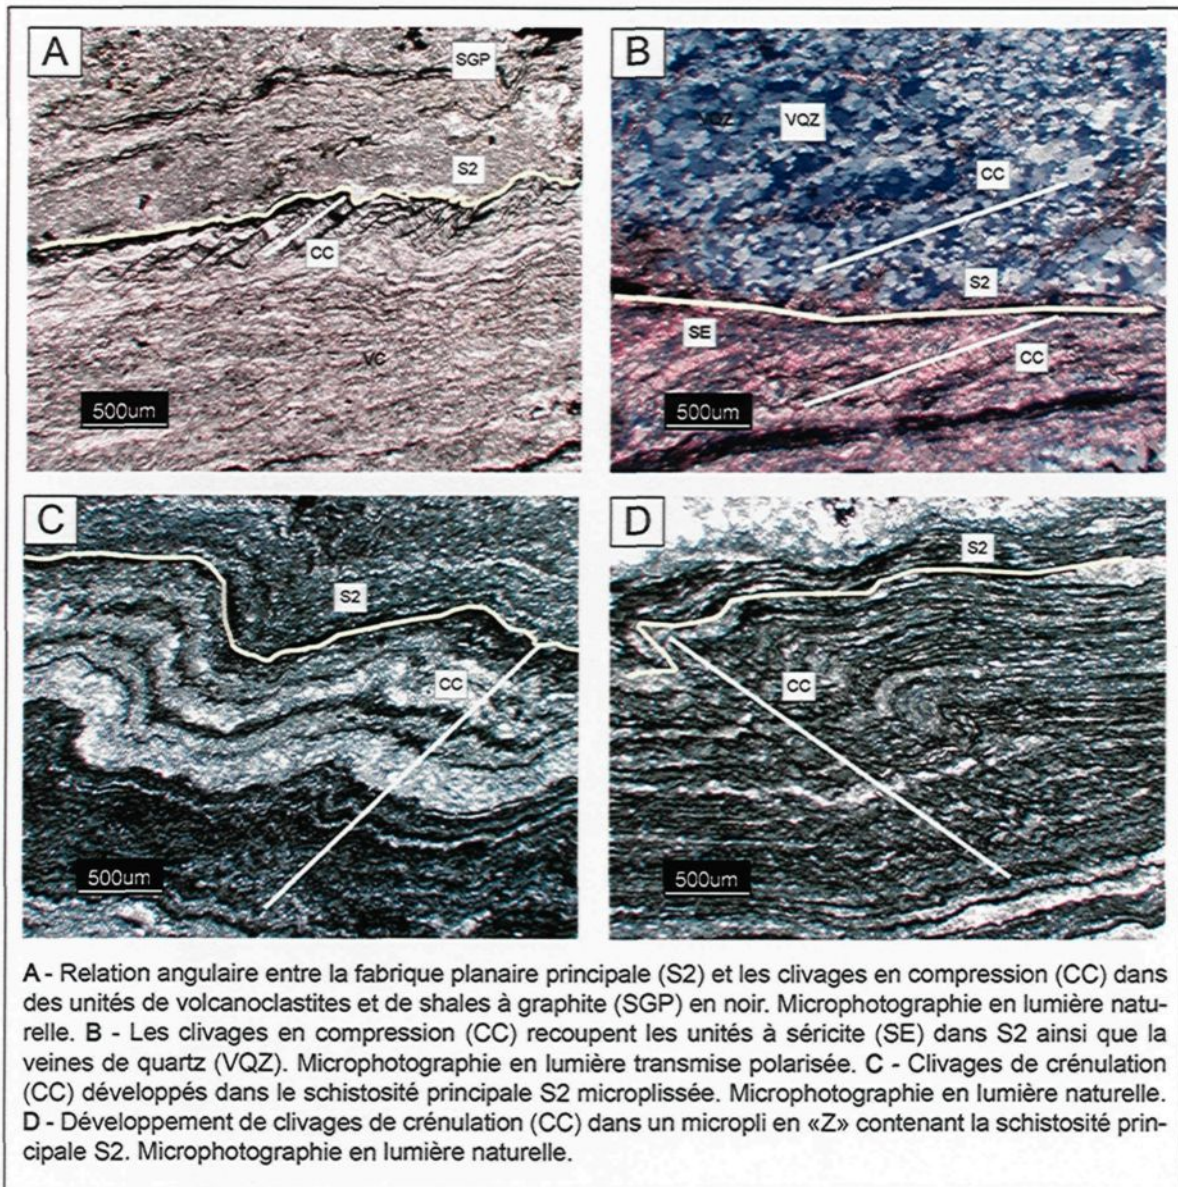 A
SGP
S2
CC
VC
500um
B
VQZ
VQZ
CC
S2
SE
CC
500um
C
S2
CC
500um
D
S2
CC
500um
A - Relation angulaire entre la fabrique planaire principale (S2) et les clivages en compression (CC) dans
des unités de volcanoclastites et de shales à graphite (SGP) en noir. Microphotographie en lumière natu-
relle. B - Les clivages en compression (CC) recoupent les unités à séricite (SE) dans S2 ainsi que la
veines de quartz (VQZ). Microphotographie en lumière transmise polarisée. C - Clivages de crénulation
(CC) développés dans le schistosité principale S2 microplissée. Microphotographie en lumière naturelle.
D - Développement de clivages de crénulation (CC) dans un micropli en «Z» contenant la schistosité prin-
cipale S2. Microphotographie en lumière naturelle.